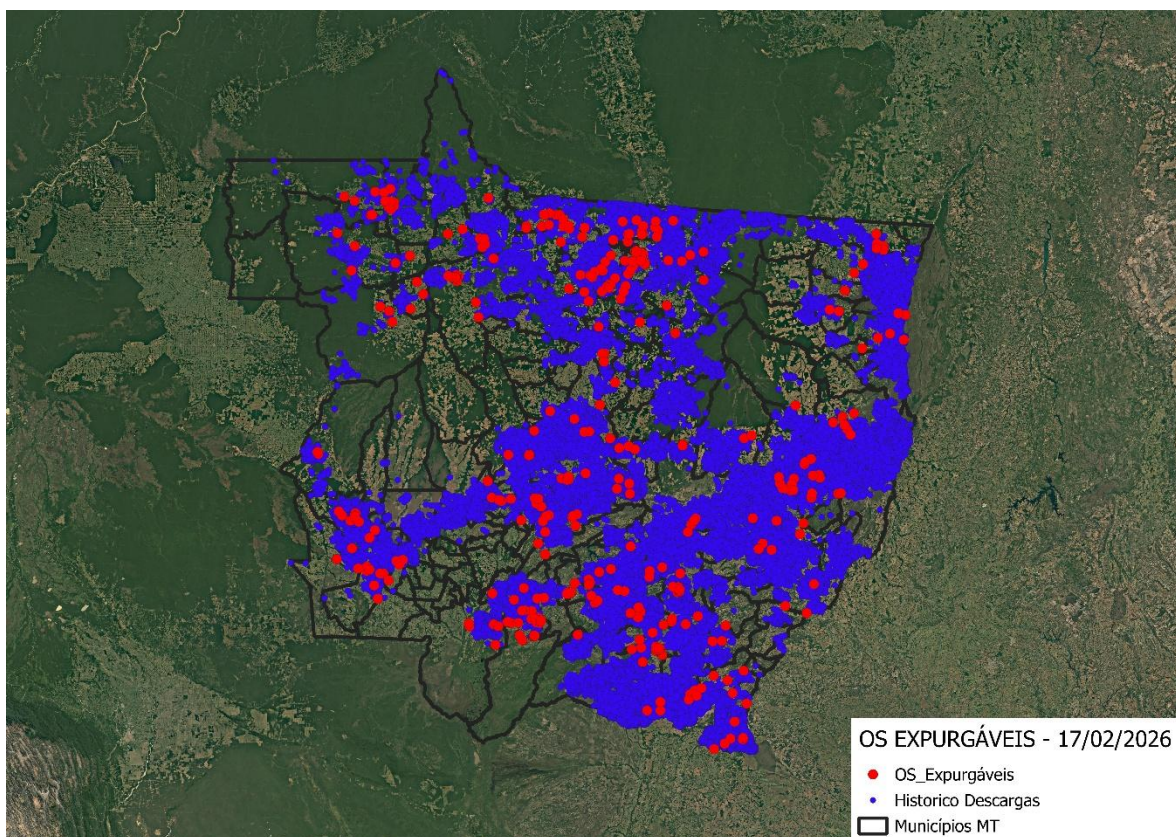 OS EXPURGÁVEIS - 17/02/2026
OS_Expurgáveis
Historico Descargas
Municípios MT